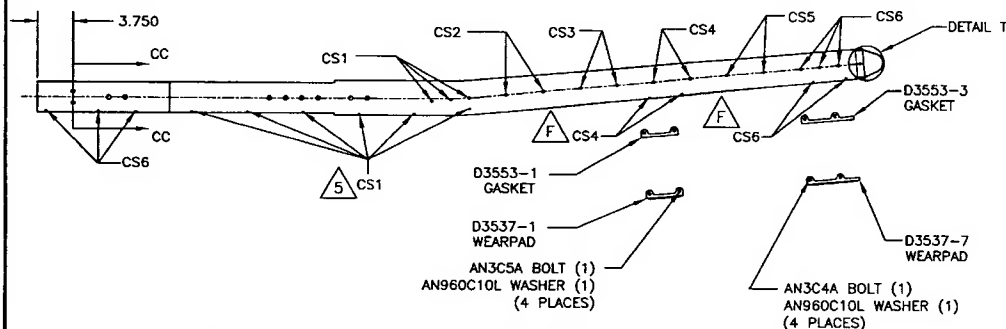 3.750
CC
CC
CS1
CS2
CS3
CS4
CS5
CS6
DETAIL T
D3553-3
GASKET
CS6
5
CS1
F
CS4
F
CS6
D3553-1
GASKET
D3537-1
WEARPAD
AN3C5A BOLT (1)
AN960C10L WASHER (1)
(4 PLACES)
D3537-7
WEARPAD
AN3C4A BOLT (1)
AN960C10L WASHER (1)
(4 PLACES)